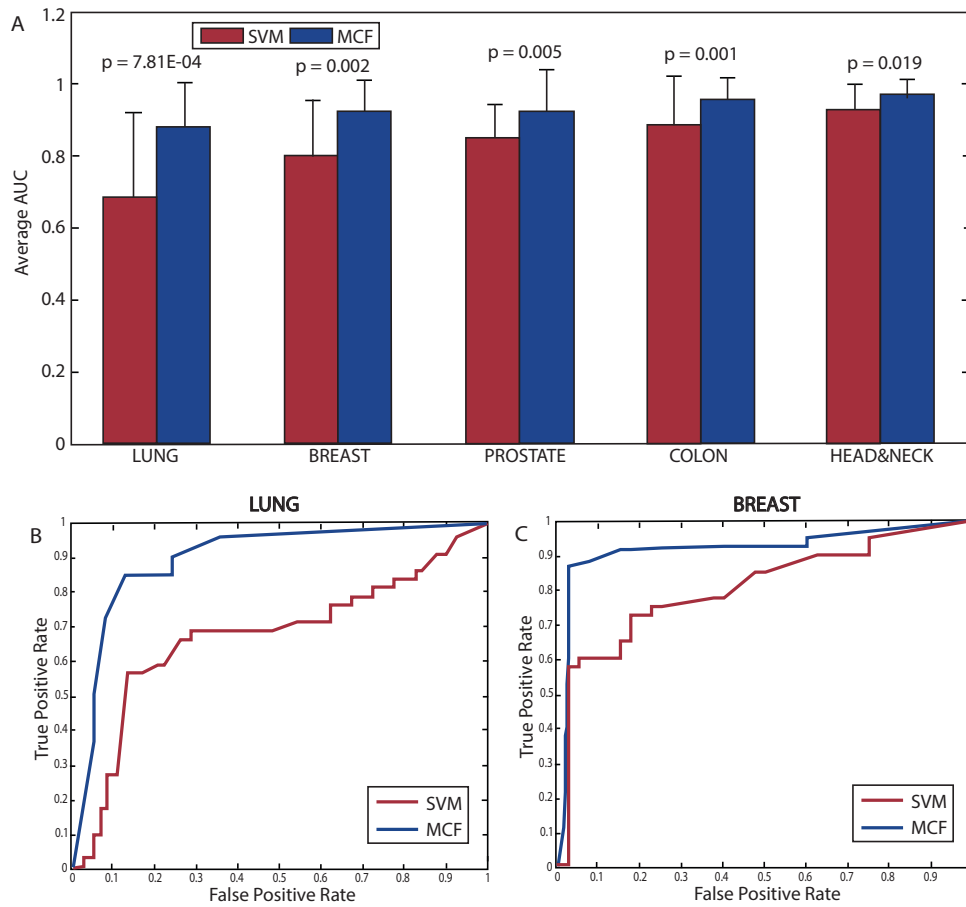 A
SVM MCF
1.2
1
0.8
0.6
0.4
0.2
0
Average AUC
p = 7.81E-04
p = 0.002
p = 0.005
p = 0.001
p = 0.019
LUNG BREAST PROSTATE COLON HEAD&NECK
LUNG
B
1
0.9
0.8
0.7
0.6
0.5
0.4
0.3
0.2
0.1
0
True Positive Rate
SVM
MCF
0 0.1 0.2 0.3 0.4 0.5 0.6 0.7 0.8 0.9 1
False Positive Rate
BREAST
C
1
0.9
0.8
0.7
0.6
0.5
0.4
0.3
0.2
0.1
0
True Positive Rate
SVM
MCF
0 0.1 0.2 0.3 0.4 0.5 0.6 0.7 0.8 0.9
False Positive Rate